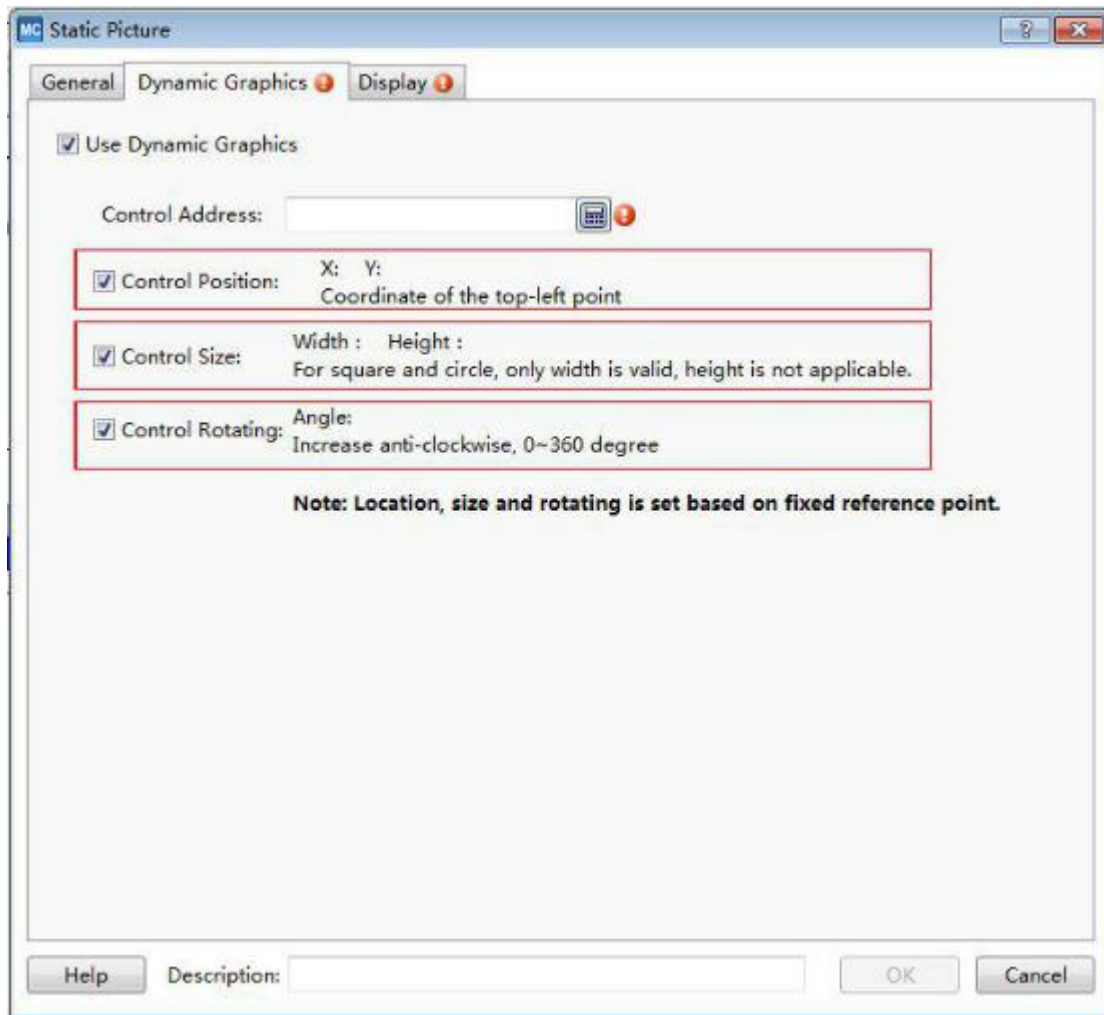 MC Static Picture
General Dynamic Graphics Display
Use Dynamic Graphics
Control Address:
Control Position:
X: Y:
Coordinate of the top-left point
Control Size:
Width : Height :
For square and circle, only width is valid, height is not applicable.
Control Rotating:
Angle:
Increase anti-clockwise, 0~360 degree
Note: Location, size and rotating is set based on fixed reference point.
Help Description: OK Cancel